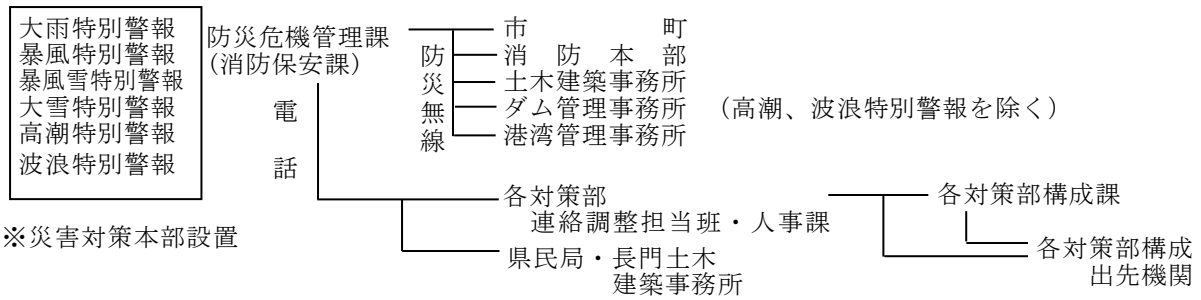 大雨特別警報
暴風特別警報
暴風雪特別警報
大雪特別警報
高潮特別警報
波浪特別警報
※災害対策本部設置
防災危機管理課
(消防保安課)
電話
防災無線
市町
消防本部
土木建築事務所
ダム管理事務所 (高潮、波浪特別警報を除く)
港湾管理事務所
各対策部
連絡調整担当班・人事課
県民局・長門土木
建築事務所
各対策部構成課
各対策部構成
出先機関